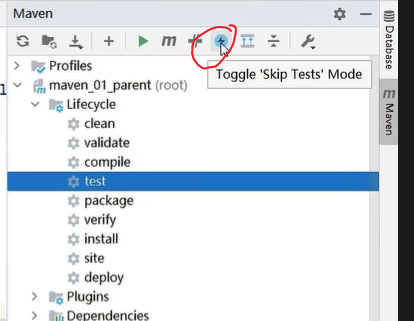 Maven
Toggle 'Skip Tests' Mode
Profiles
maven_01_parent (root)
Lifecycle
clean
validate
compile
test
package
verify
install
site
deploy
Plugins
Dependencies
Database
m Maven